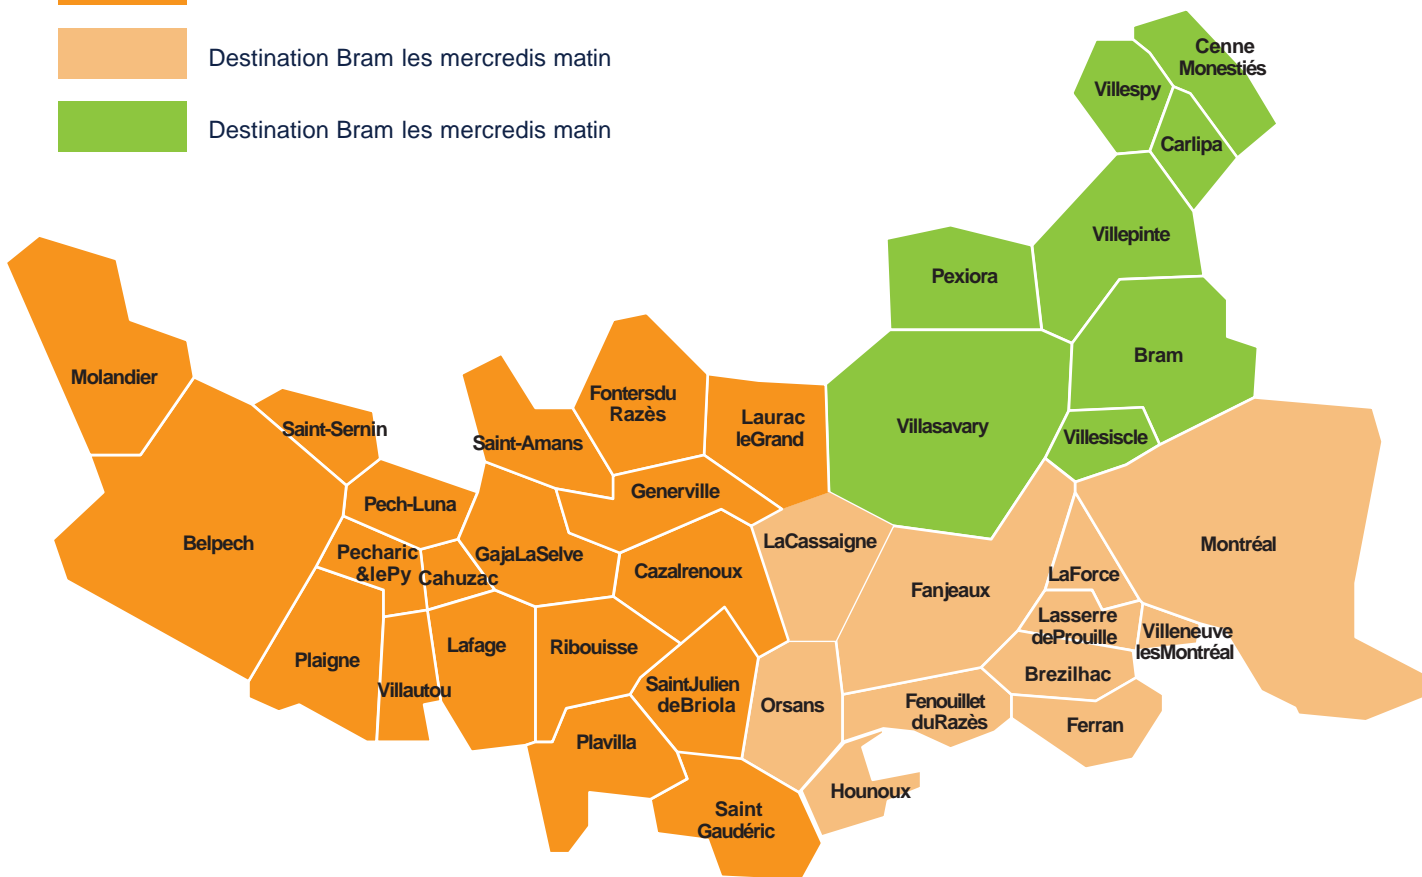 Destination Bram les mercredis matin
Destination Bram les mercredis matin
Cenne
Monestiés
Villespy
Carlipa
Villepinte
Pexiora
Bram
Molandier
Fontersdu
Razès
Laurac
leGrand
Saint-Sernin
Saint-Amans
Villasavary
Villesiscle
Generville
Pech-Luna
Belpech
Pecharic
&lePy
Cahuzac
GajaLaSelve
Cazalrenoux
LaCassaigne
Montréal
Fanjeaux
LaForce
Lasserre
deProuille
Villeneuve
lesMontréal
Plaigne
Lafage
Ribouisse
Villautou
SaintJulien
deBriola
Orsans
Brezilhac
Fenouillet
duRazès
Ferran
Plavilla
Hounoux
Saint
Gaudéric